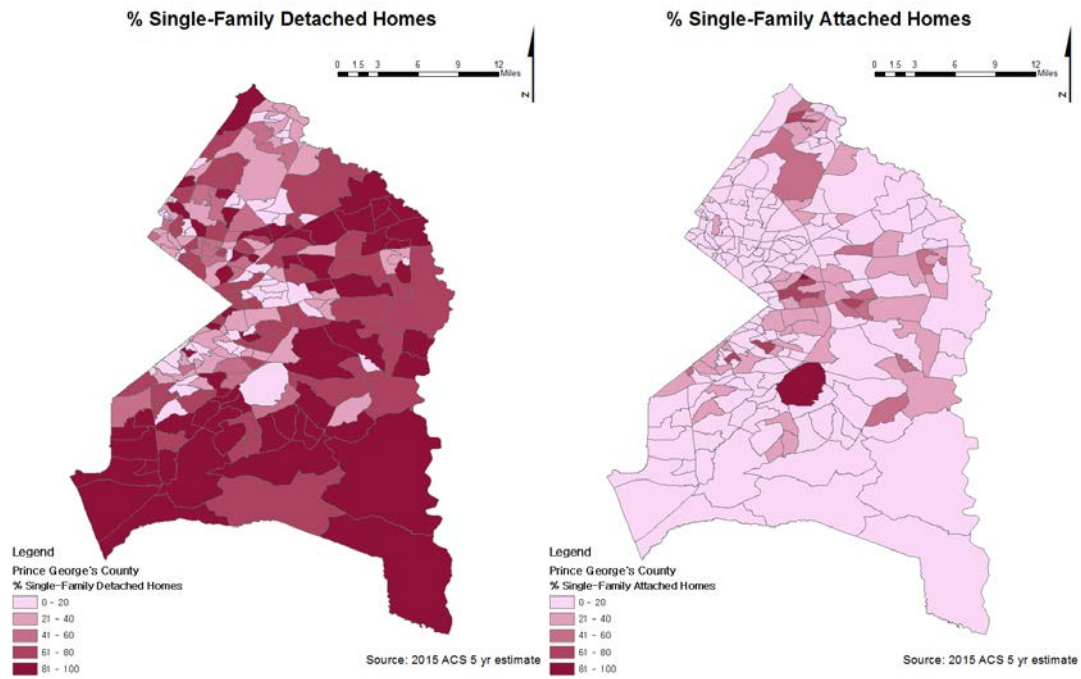 % Single-Family Detached Homes
0 1.5 3 6 9 12
Miles
Z
Legend
Prince George's County
% Single-Family Detached Homes
0 - 20
21 - 40
41 - 60
61 - 80
81 - 100
Source: 2015 ACS 5 yr estimate
% Single-Family Attached Homes
0 1.5 3 6 9 12
Miles
Z
Legend
Prince George's County
% Single-Family Attached Homes
0 - 20
21 - 40
41 - 60
61 - 80
81 - 100
Source: 2015 ACS 5 yr estimate